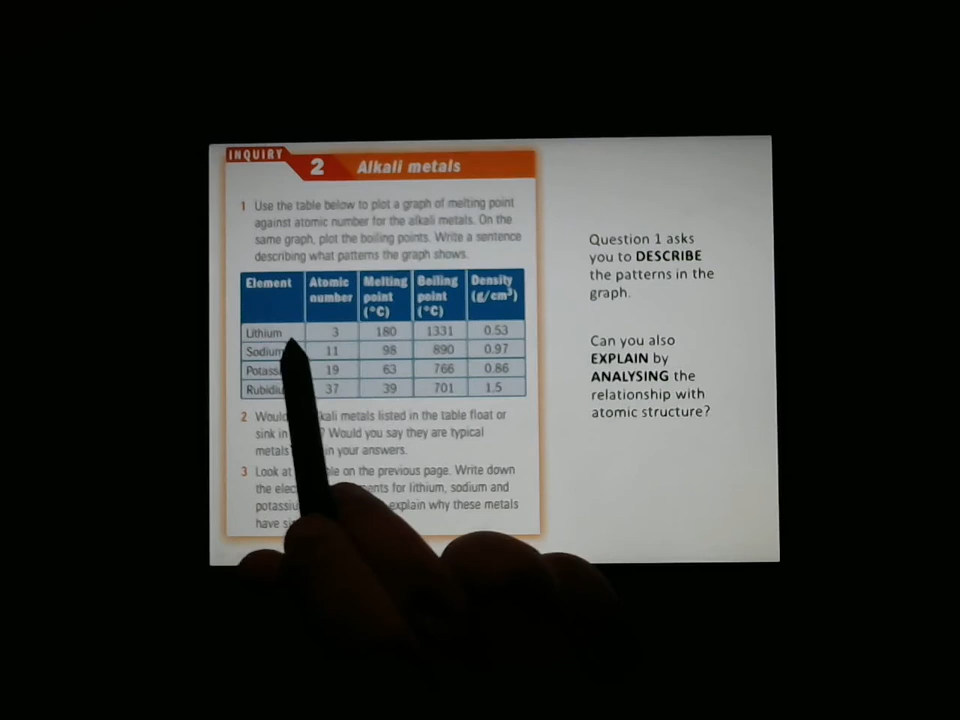 INQUIRY 2 Alkali metals
1 Use the table below to plot a graph of melting point
against atomic number for the alkali metals. On the
same graph, plot the boiling points. Write a sentence
describing what patterns the graph shows.
Element Atomic number Melting point (°C) Boiling point (°C) Density (g/cm³)
Lithium 3 180 1331 0.53
Sodium 11 98 890 0.97
Potass 19 63 766 0.86
Rubidiu 37 39 701 1.5
2 Would kali metals listed in the table float or
sink in ? Would you say they are typical
metals in your answers.
3 Look at le on the previous page. Write down
the elec ents for lithium, sodium and
potassiu explain why these metals
have si
Question 1 asks
you to DESCRIBE
the patterns in the
graph.
Can you also
EXPLAIN by
ANALYSING the
relationship with
atomic structure?